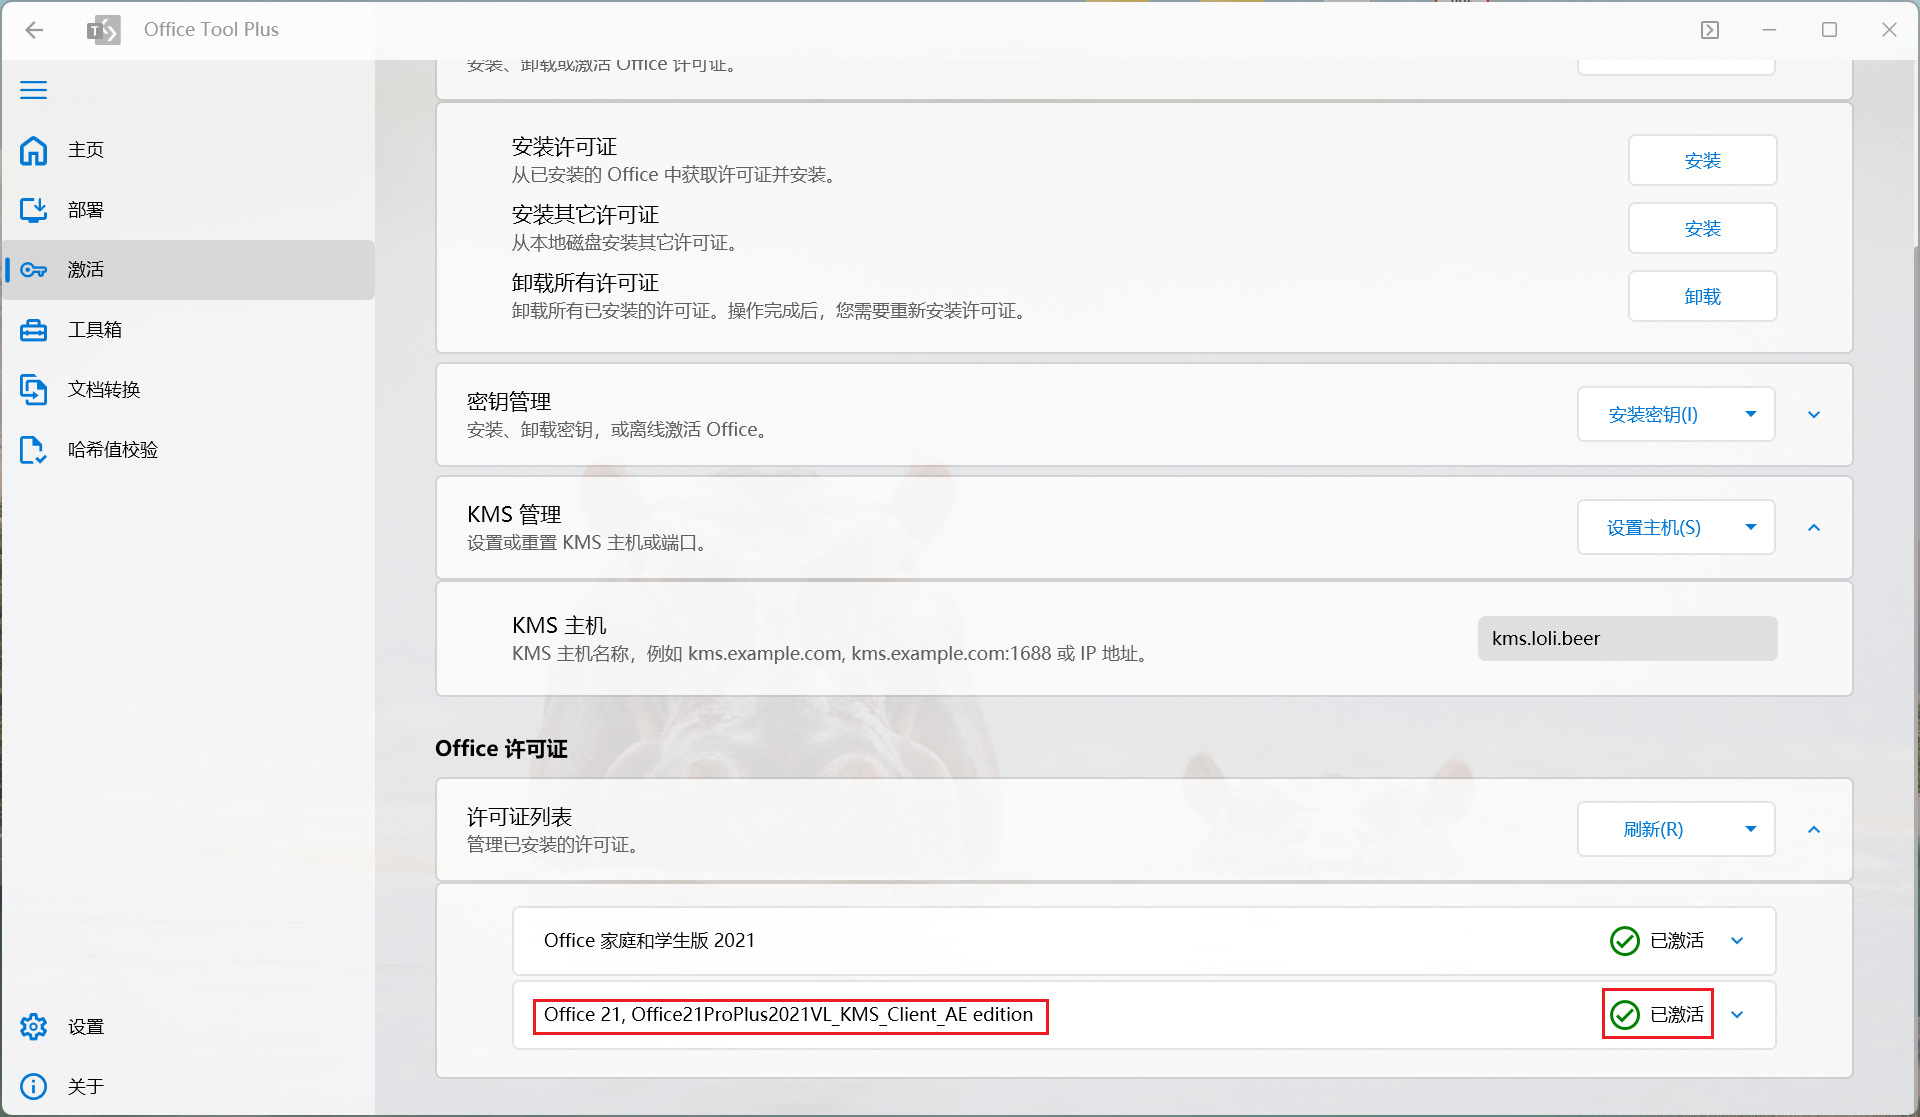 Office Tool Plus
安装、卸载或激活 Office 许可证。
主页
部署
激活
工具箱
文档转换
哈希值校验
设置
关于
安装许可证
从已安装的 Office 中获取许可证并安装。
安装
安装其它许可证
从本地磁盘安装其它许可证。
安装
卸载所有许可证
卸载所有已安装的许可证。操作完成后，您需要重新安装许可证。
卸载
密钥管理
安装、卸载密钥，或离线激活 Office。
安装密钥(I)
KMS 管理
设置或重置 KMS 主机或端口。
设置主机(S)
KMS 主机
KMS 主机名称，例如 kms.example.com, kms.example.com:1688 或 IP 地址。
kms.loli.beer
Office 许可证
许可证列表
管理已安装的许可证。
刷新(R)
Office 家庭和学生版 2021
已激活
Office 21, Office21ProPlus2021VL_KMS_Client_AE edition
已激活